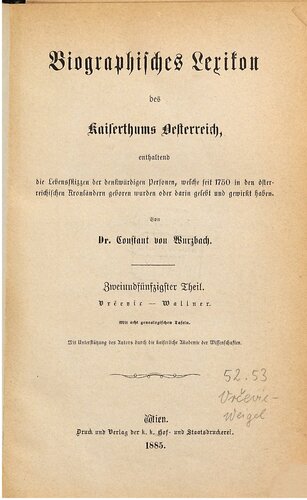 Biographisches Lexikon
des
Kaiserthums Oesterreich,
enthaltend
die Lebensskizzen der denkwürdigen Personen, welche seit 1750 in den öster-
reichischen Kronländern geboren wurden oder darin gelebt und gewirkt haben.
Von
Dr. Constant von Wurzbach.
Zweiundfünfzigster Theil.
Vrčevic — Wallner.
Mit acht genealogischen Tafeln.
Mit Unterstützung des Autors durch die kaiserliche Akademie der Wissenschaften.
52.53
Vrčevic-
Weigel
Wien.
Druck und Verlag der k. k. Hof- und Staatsdruckerei.
1885.